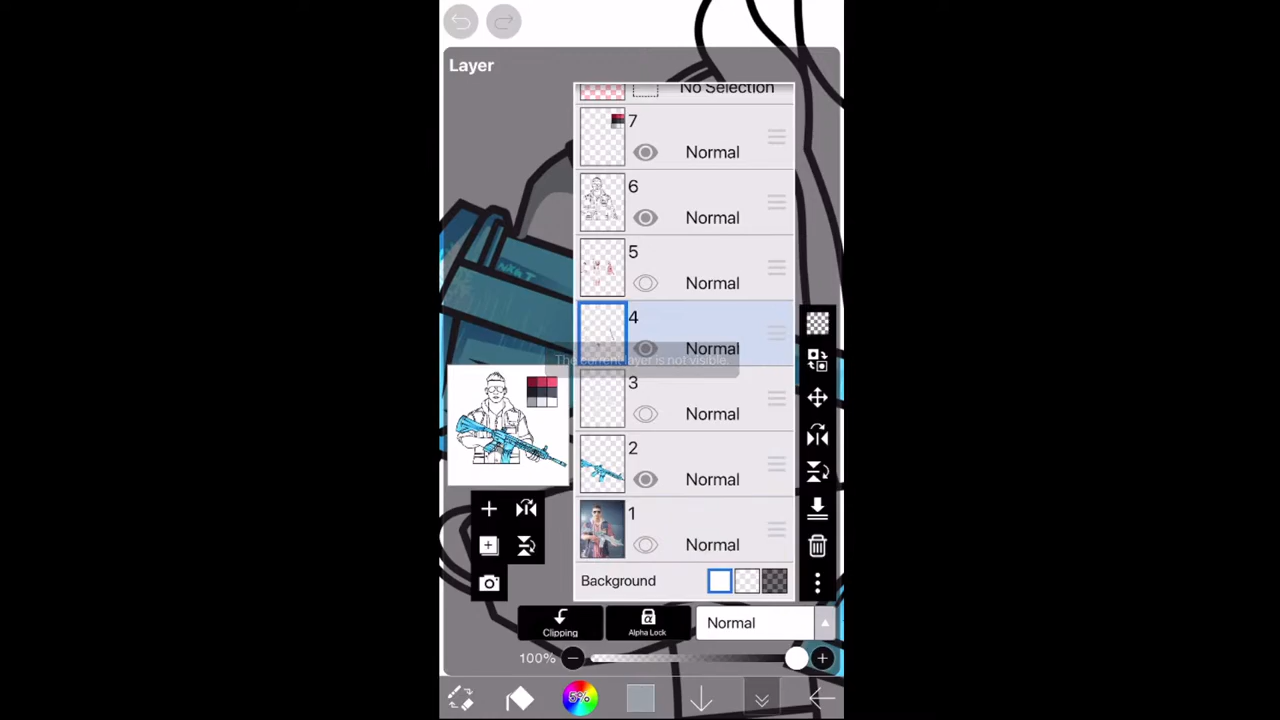 Layer
No Selection
7
Normal
6
Normal
5
Normal
4
Normal
The current layer is not visible.
3
Normal
2
Normal
1
Normal
Background
Clipping
α
Alpha Lock
Normal
100%
5%